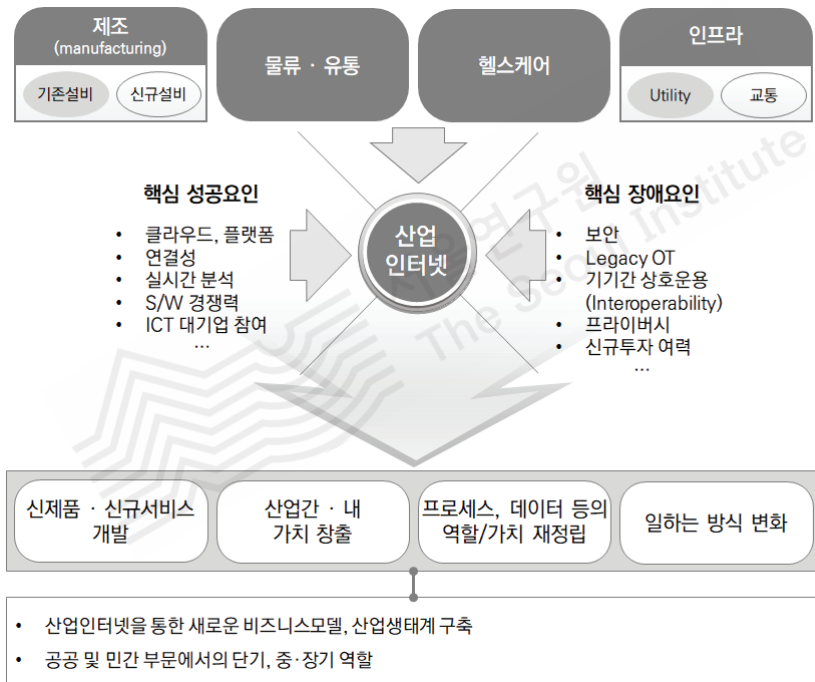 제조
(manufacturing)
기존설비
신규설비
물류 · 유통
헬스케어
인프라
Utility
교통
핵심 성공요인
• 클라우드, 플랫폼
• 연결성
• 실시간 분석
• S/W 경쟁력
• ICT 대기업 참여
…
산업
인터넷
핵심 장애요인
• 보안
• Legacy OT
• 기기간 상호운용
(Interoperability)
• 프라이버시
• 신규투자 여력
…
서울연구원
The Seoul Institute
신제품 · 신규서비스
개발
산업간 · 내
가치 창출
프로세스, 데이터 등의
역할/가치 재정립
일하는 방식 변화
• 산업인터넷을 통한 새로운 비즈니스모델, 산업생태계 구축
• 공공 및 민간 부문에서의 단기, 중·장기 역할